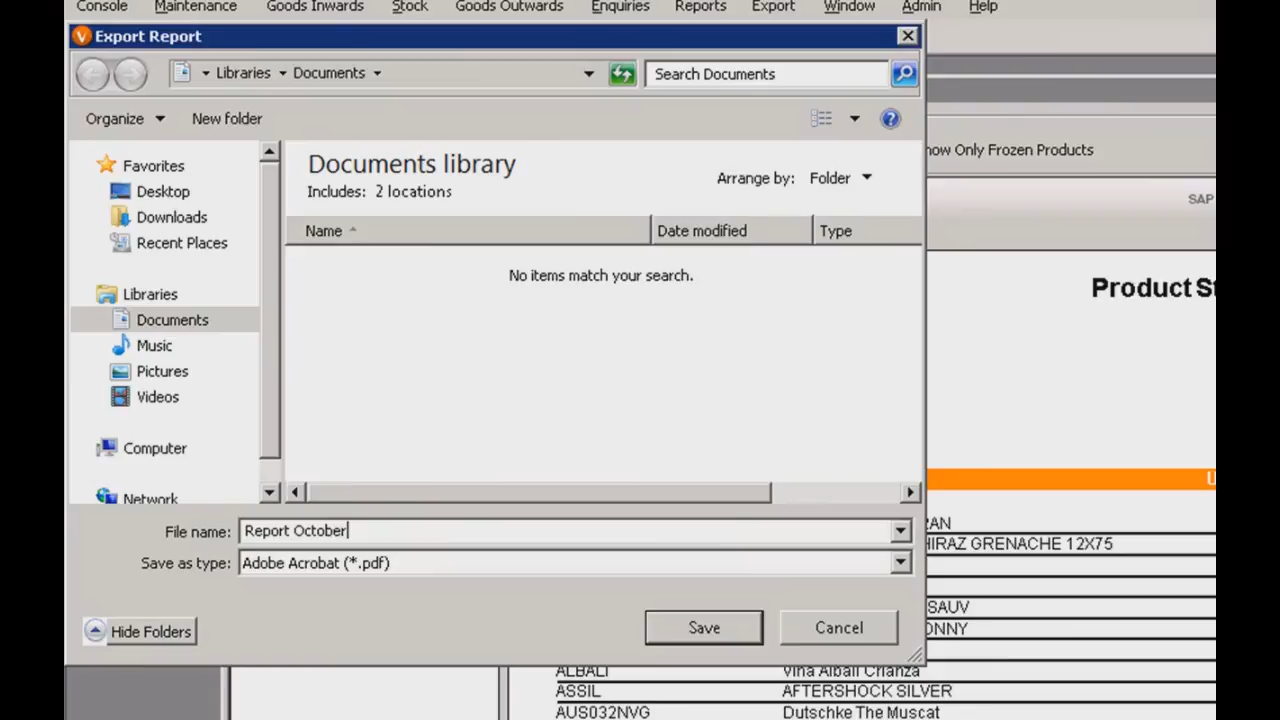 Console Maintenance Goods Inwards Stock Goods Outwards Enquiries Reports Export Window Admin Help
Export Report
Libraries Documents
Search Documents
Organize New folder
Favorites
Desktop
Downloads
Recent Places
Libraries
Documents
Music
Pictures
Videos
Computer
Network
Documents library
Includes: 2 locations
Arrange by: Folder
Name Date modified Type
No items match your search.
File name: Report October
Save as type: Adobe Acrobat (*.pdf)
Hide Folders
Save Cancel
how Only Frozen Products
SAP
Product St
RAN
HIRAZ GRENACHE 12X75
SAUV
ONNY
ALBALI Vina Albali Crianza
ASSIL AFTERSHOCK SILVER
AUS032NVG Dutschke The Muscat